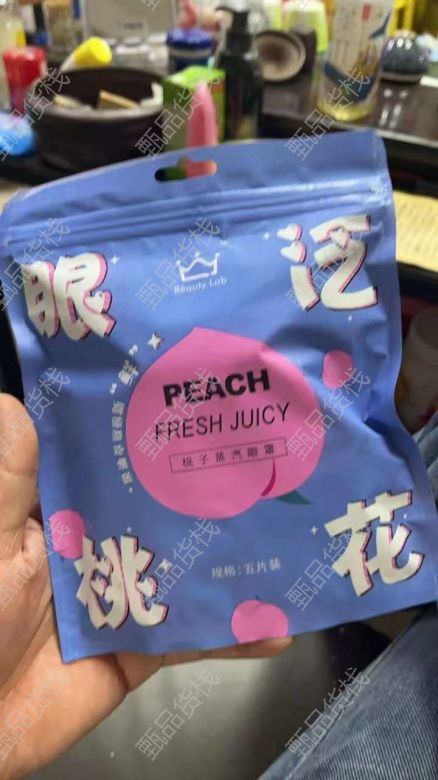 眼泛
Beauty Lab
PEACH
FRESH JUICY
桃子蒸汽眼罩
桃花
规格:五片装
甄品货栈